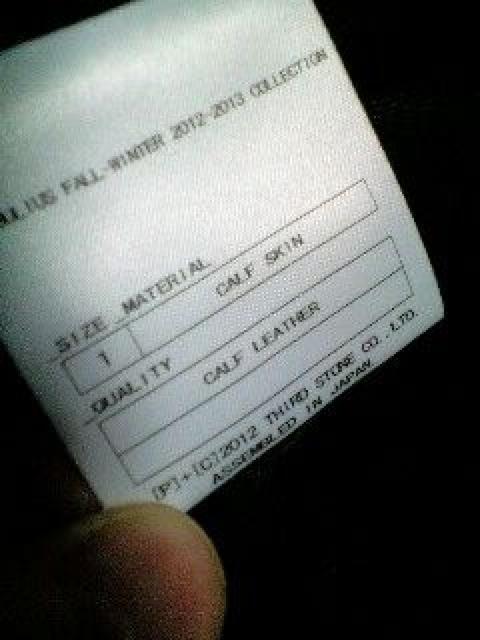 FALL-WINTER 2012-2013 COLLECTION
SIZE MATERIAL
1 CALF SKIN
QUALITY
CALF LEATHER
[P]+[C]2012 THIRD STONE CO.,LTD.
ASSEMBLED IN JAPAN